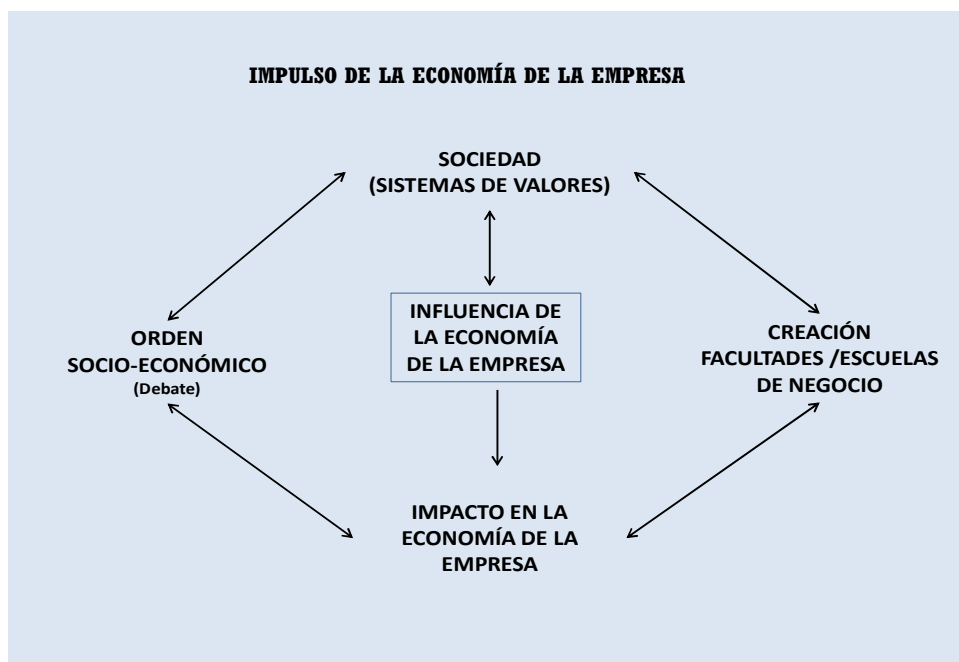 IMPULSO DE LA ECONOMÍA DE LA EMPRESA
SOCIEDAD
(SISTEMAS DE VALORES)
ORDEN
SOCIO-ECONÓMICO
(Debate)
INFLUENCIA DE
LA ECONOMÍA
DE LA EMPRESA
CREACIÓN
FACULTADES /ESCUELAS
DE NEGOCIO
IMPACTO EN LA
ECONOMÍA DE LA
EMPRESA